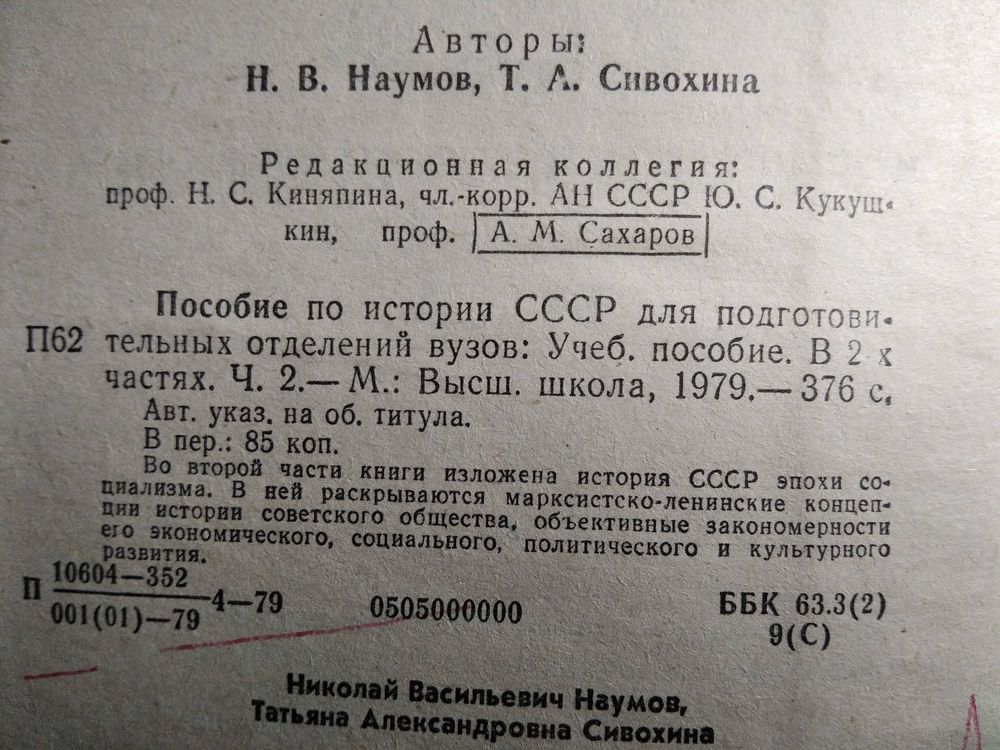 Авторы:
Н. В. Наумов, Т. А. Сивохина
Редакционная коллегия:
проф. Н. С. Киняпина, чл.-корр. АН СССР Ю. С. Кукуш-
кин, проф. А. М. Сахаров
Пособие по истории СССР для подготови-
П62 тельных отделений вузов: Учеб. пособие. В 2 х
частях. Ч. 2.— М.: Высш. школа, 1979.— 376 с.
Авт. указ. на об. титула.
В пер.: 85 коп.
Во второй части книги изложена история СССР эпохи со-
циализма. В ней раскрываются марксистско-ленинские концеп-
ции истории советского общества, объективные закономерности
его экономического, социального, политического и культурного
развития.
П 10604—352
001(01)—79 4—79 0505000000 ББК 63.3(2)
9(С)
Николай Васильевич Наумов,
Татьяна Александровна Сивохина